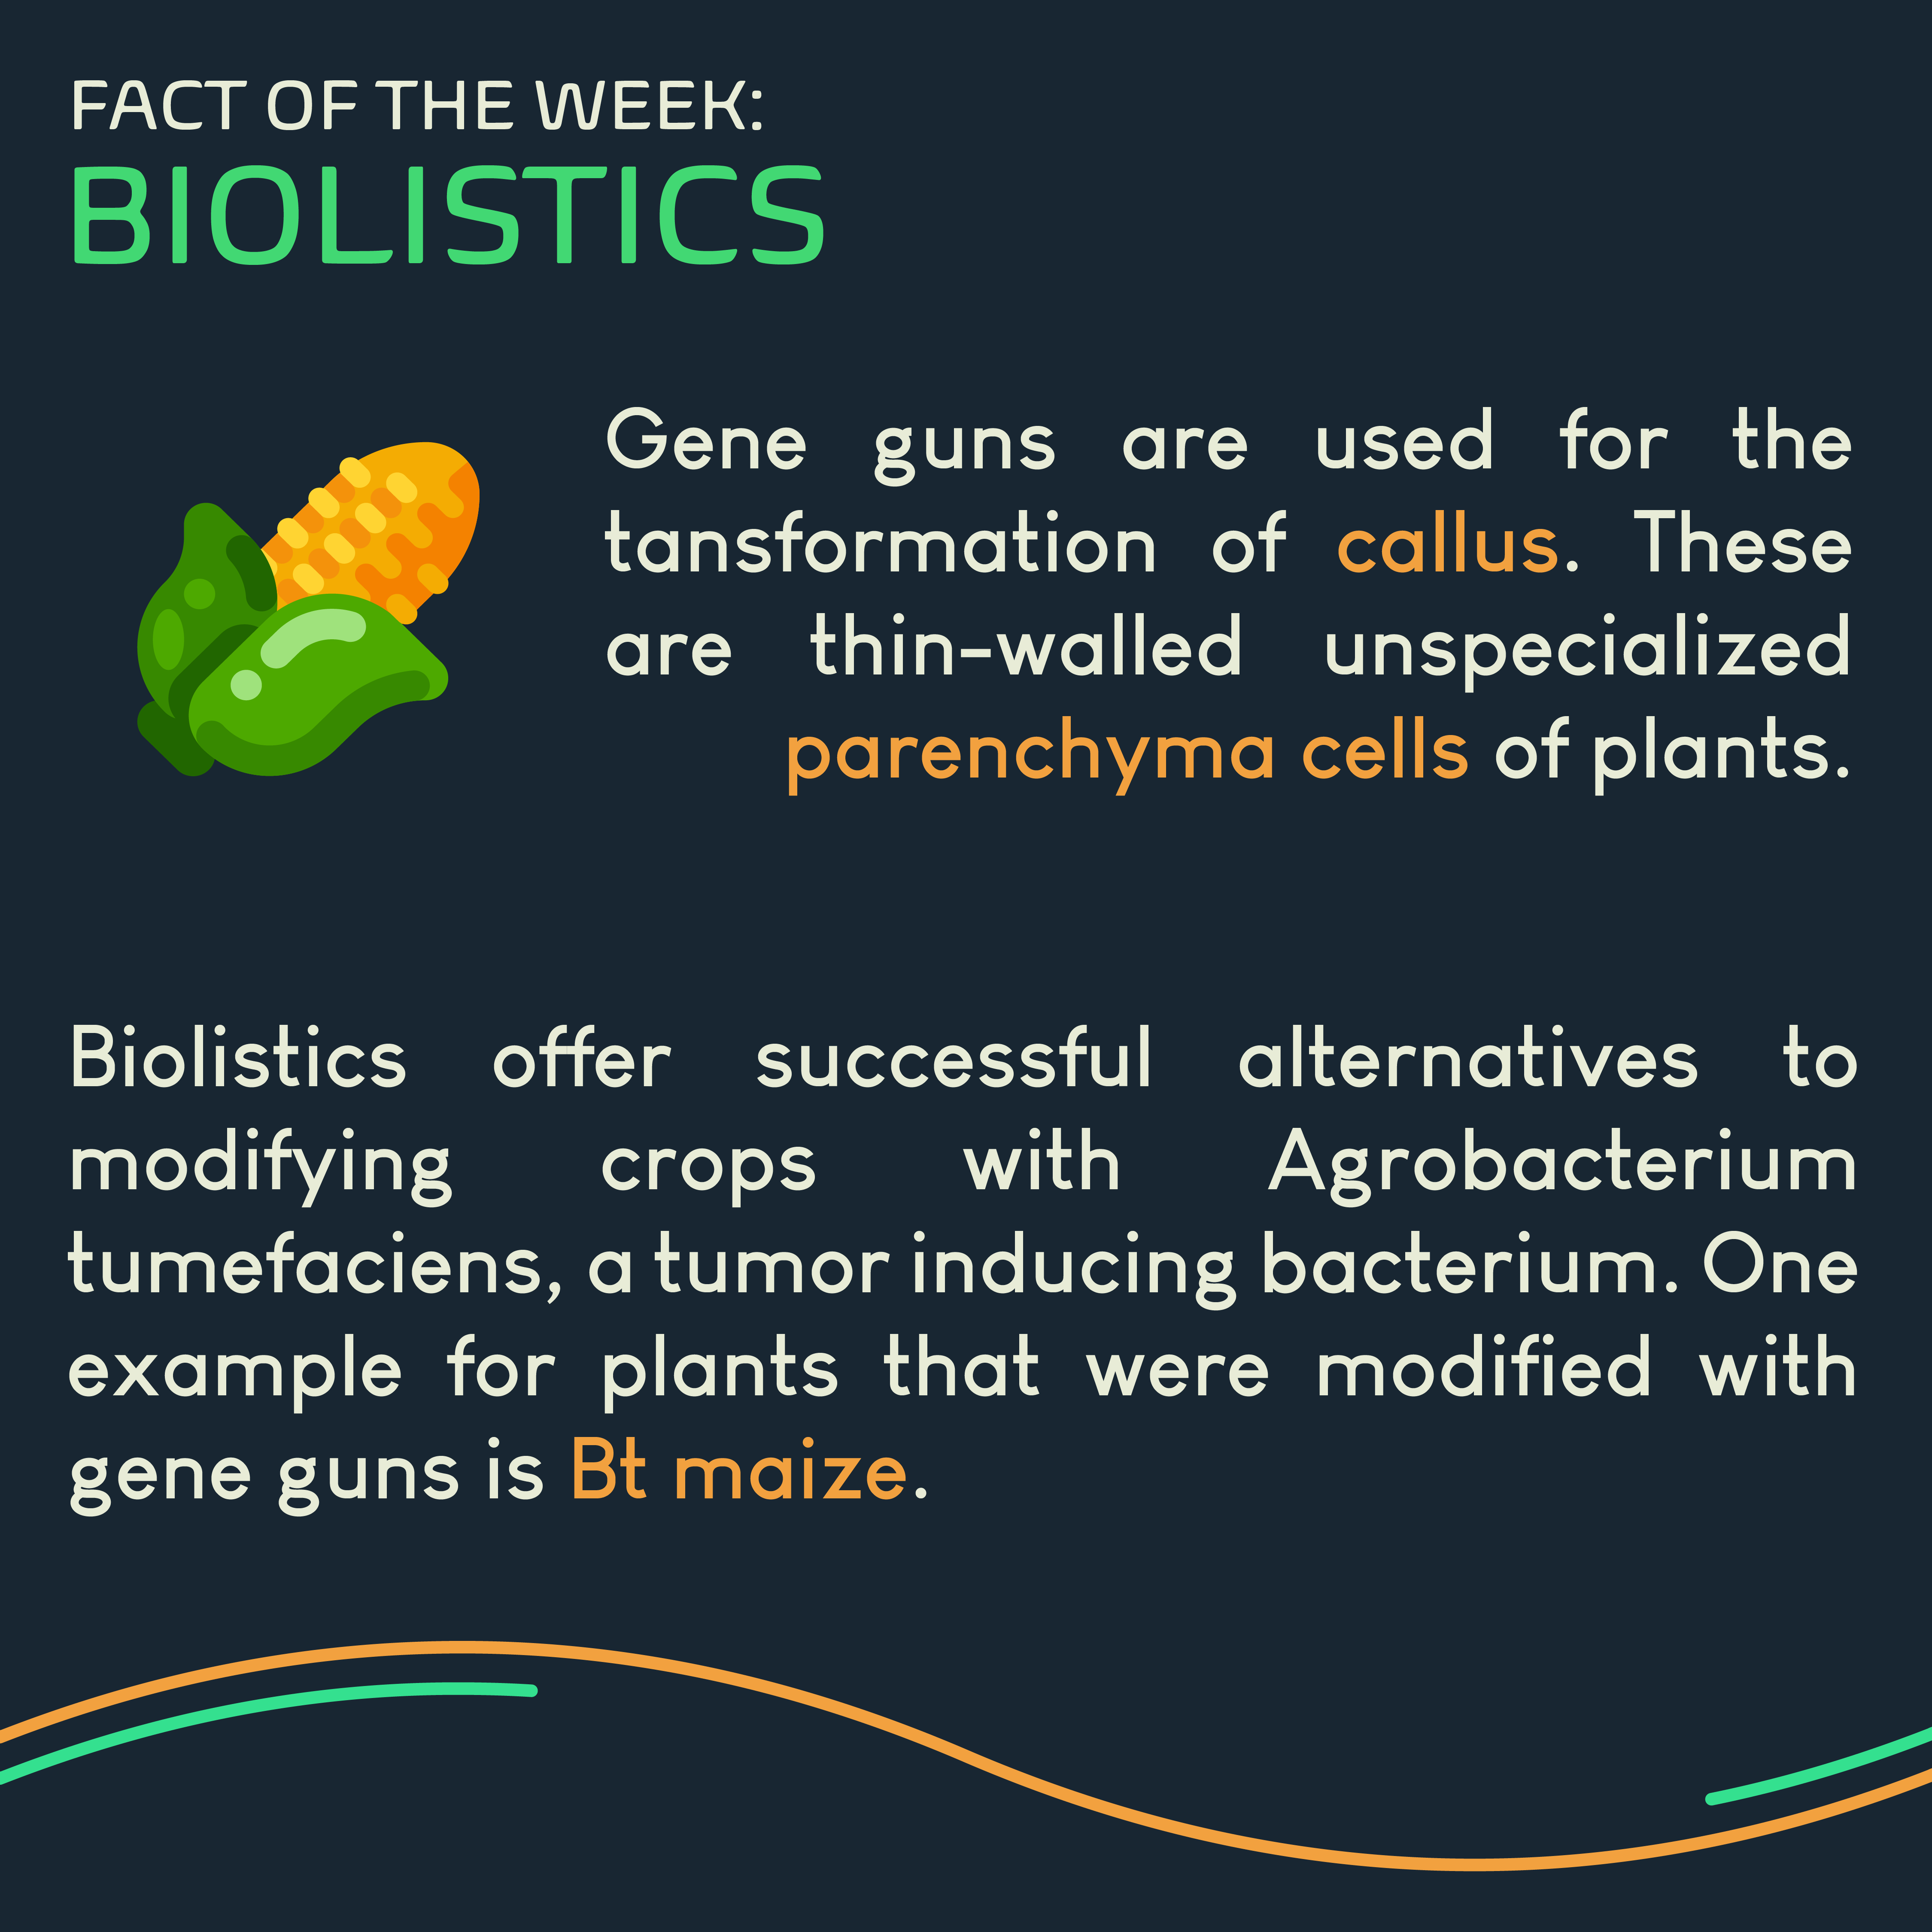 FACT OF THE WEEK:
BIOLISTICS
Gene guns are used for the
tansformation of callus. These
are thin-walled unspecialized
parenchyma cells of plants.
Biolistics offer successful alternatives to
modifying crops with Agrobacterium
tumefaciens, a tumor inducing bacterium. One
example for plants that were modified with
gene guns is Bt maize.